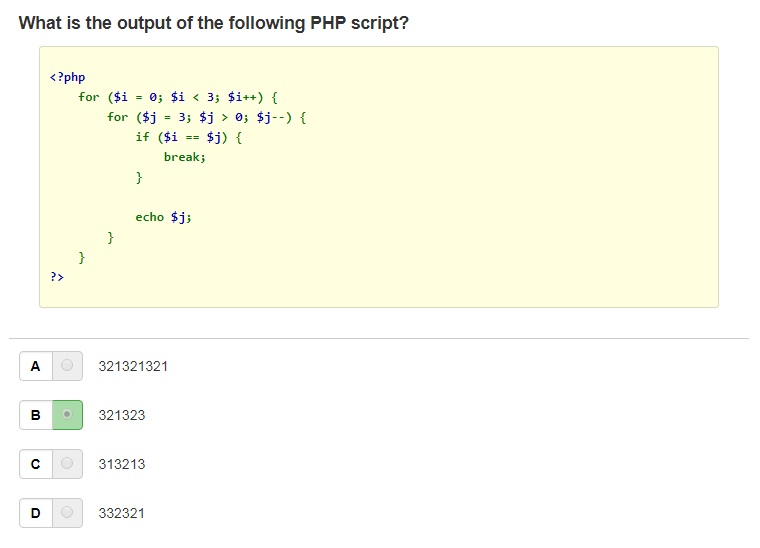 What is the output of the following PHP script?
<?php
    for ($i = 0; $i < 3; $i++) {
        for ($j = 3; $j > 0; $j--) {
            if ($i == $j) {
                break;
            }

            echo $j;
        }
    }
?>
A 321321321
B 321323
C 313213
D 332321